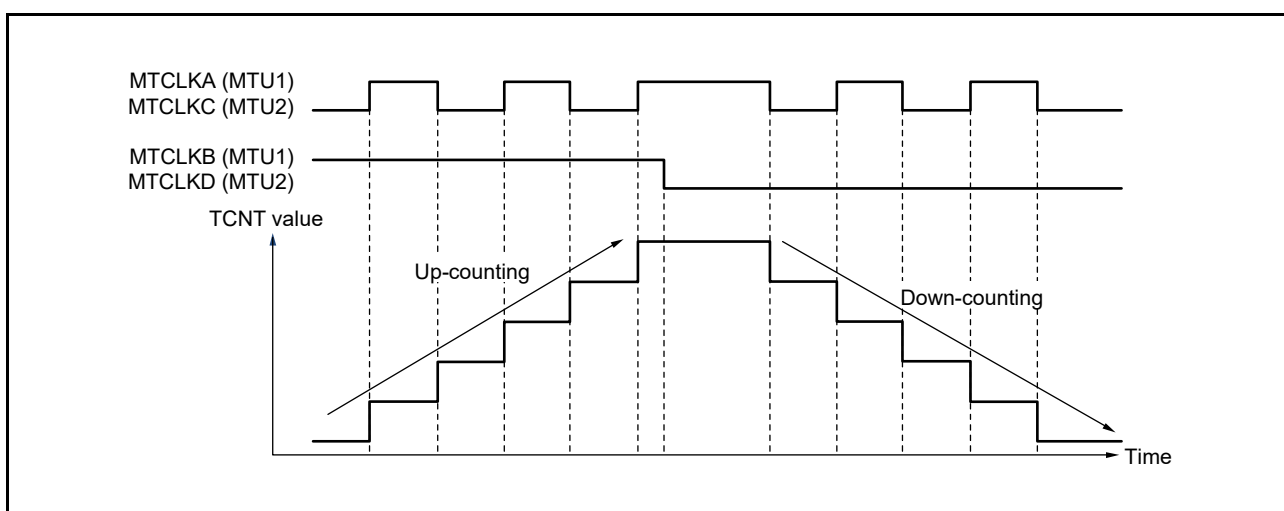 MTCLKA (MTU1)
MTCLKC (MTU2)
MTCLKB (MTU1)
MTCLKD (MTU2)
TCNT value
Up-counting
Down-counting
Time